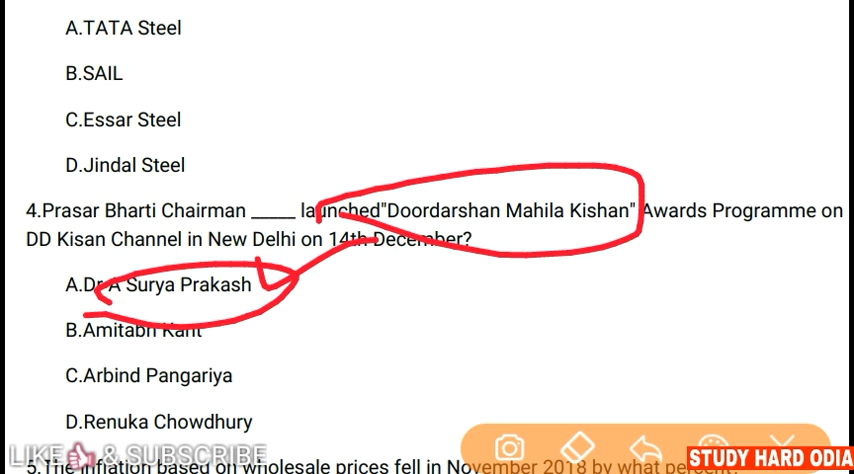 A.TATA Steel
B.SAIL
C.Essar Steel
D.Jindal Steel
4.Prasar Bharti Chairman _____ launched"Doordarshan Mahila Kishan" Awards Programme on
DD Kisan Channel in New Delhi on 14th December?
A.Dr A Surya Prakash
B.Amitabh Kant
C.Arbind Pangariya
D.Renuka Chowdhury
LIKE & SUBSCRIBE
5.The inflation based on wholesale prices fell in November 2018 by what percent?
STUDY HARD ODIA